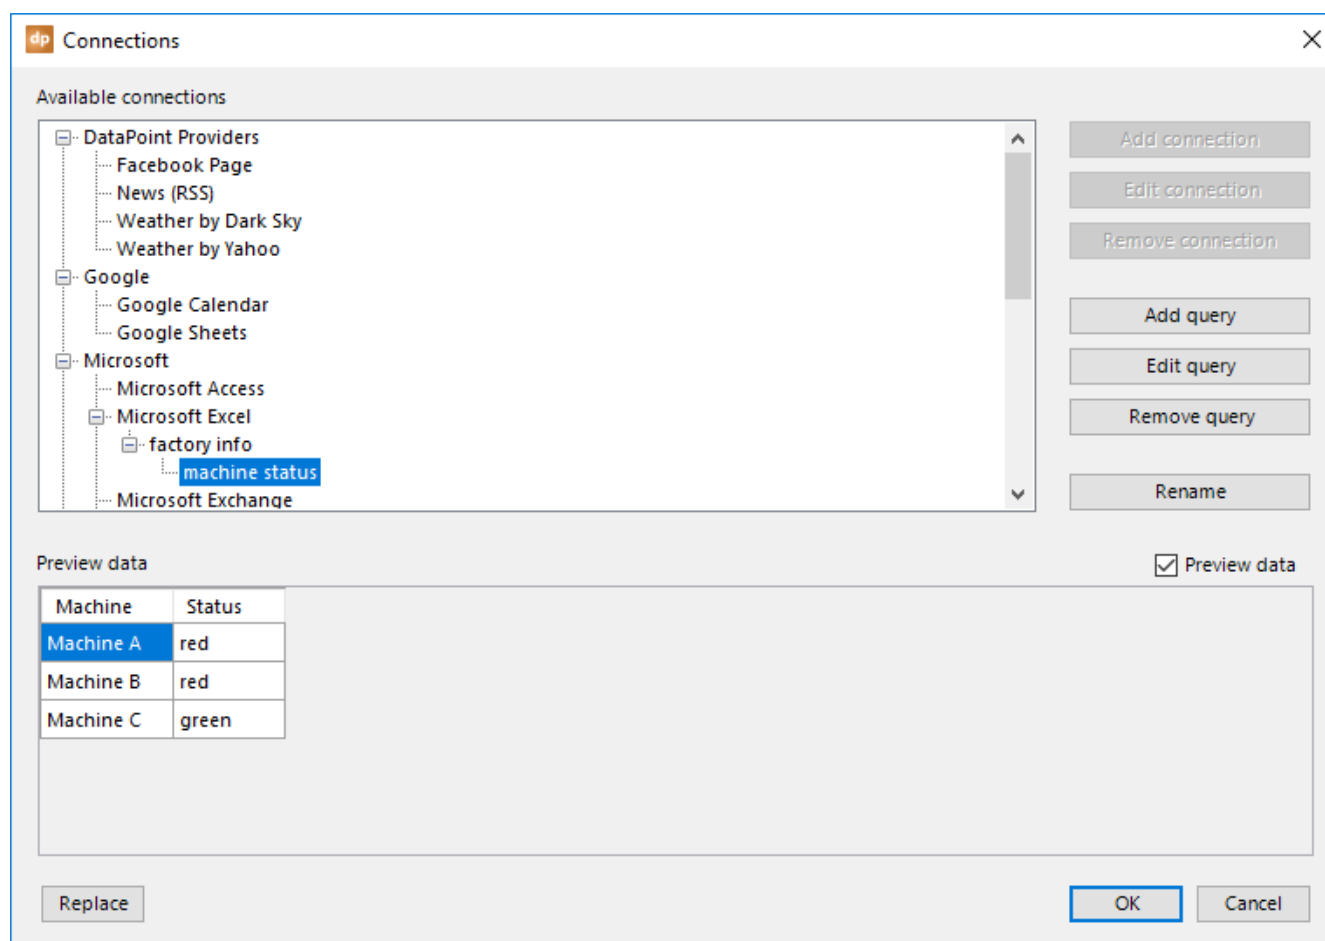 dp Connections
Available connections
DataPoint Providers
Facebook Page
News (RSS)
Weather by Dark Sky
Weather by Yahoo
Google
Google Calendar
Google Sheets
Microsoft
Microsoft Access
Microsoft Excel
factory info
machine status
Microsoft Exchange
Add connection
Edit connection
Remove connection
Add query
Edit query
Remove query
Rename
Preview data
Preview data
Machine Status
Machine A red
Machine B red
Machine C green
Replace
OK
Cancel